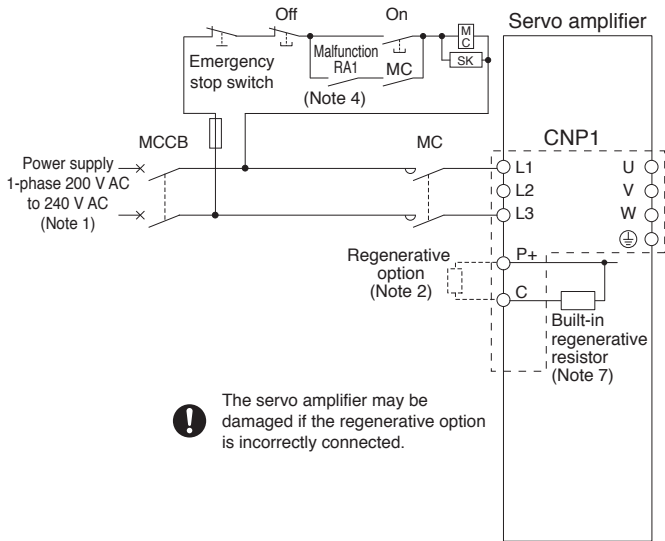 Off
On
Servo amplifier
Emergency
stop switch
Malfunction
RA1
MC
(Note 4)
MC
SK
MCCB
MC
CNP1
Power supply
1-phase 200 V AC
to 240 V AC
(Note 1)
L1
U
L2
V
L3
W
Regenerative
option
(Note 2)
P+
C
Built-in
regenerative
resistor
(Note 7)
The servo amplifier may be
damaged if the regenerative option
is incorrectly connected.